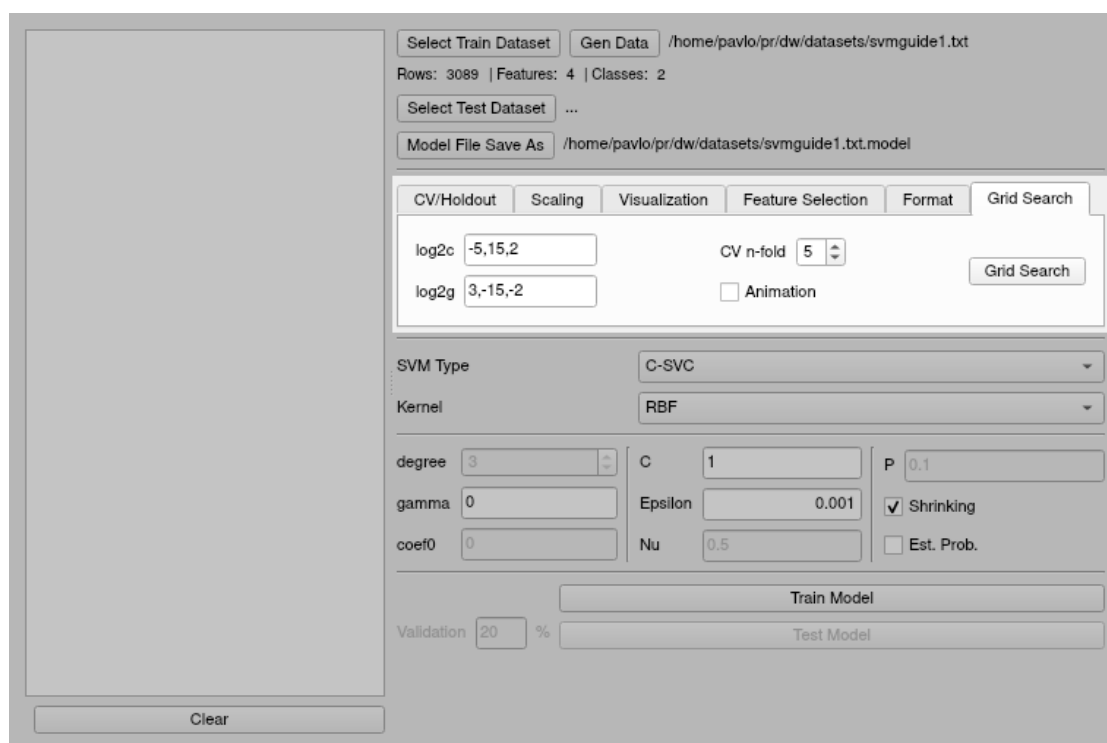 Select Train Dataset Gen Data /home/pavlo/pr/dw/datasets/svmguide1.txt
Rows: 3089 | Features: 4 | Classes: 2
Select Test Dataset ...
Model File Save As /home/pavlo/pr/dw/datasets/svmguide1.txt.model
CV/Holdout Scaling Visualization Feature Selection Format Grid Search
log2c -5,15,2 CV n-fold 5
Grid Search
log2g 3,-15,-2 Animation
SVM Type C-SVC
Kernel RBF
degree 3 C 1 P 0.1
gamma 0 Epsilon 0.001 Shrinking
coef0 0 Nu 0.5 Est. Prob.
Train Model
Validation 20 % Test Model
Clear